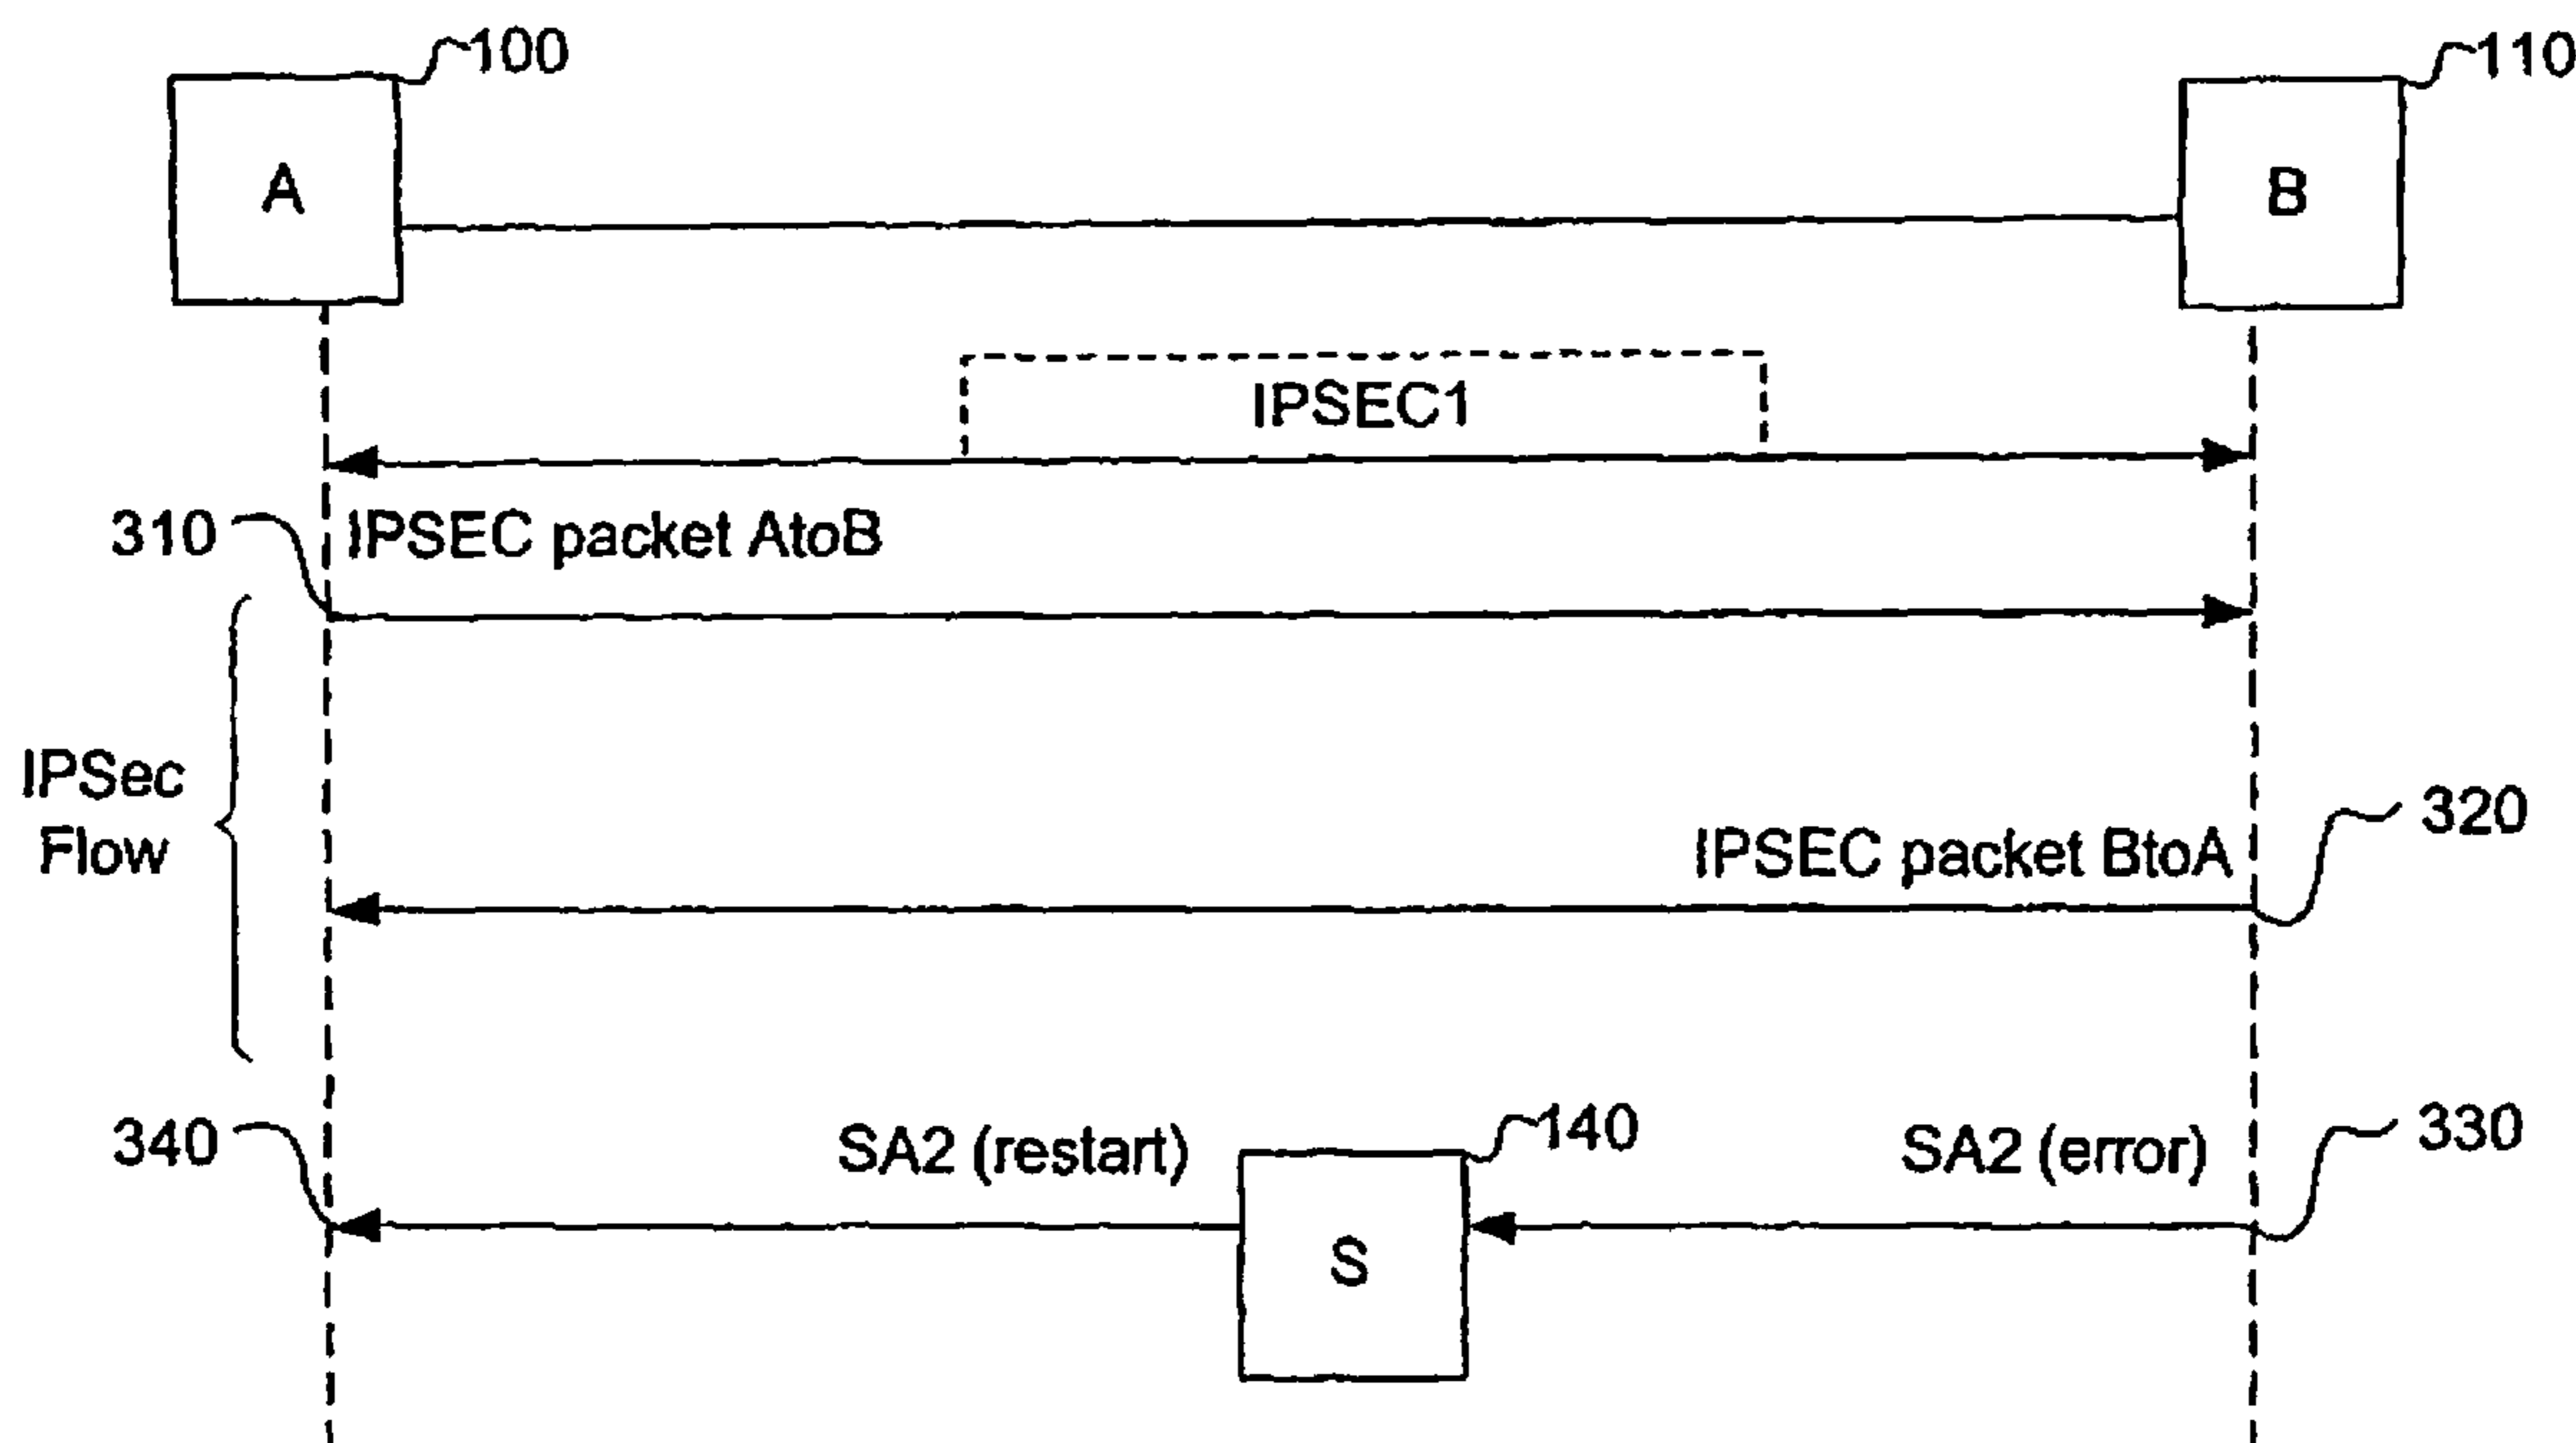 100
110
A
B
IPSEC1
310
IPSEC packet AtoB
IPSec
Flow
320
IPSEC packet BtoA
340
SA2 (restart)
140
SA2 (error)
330
S